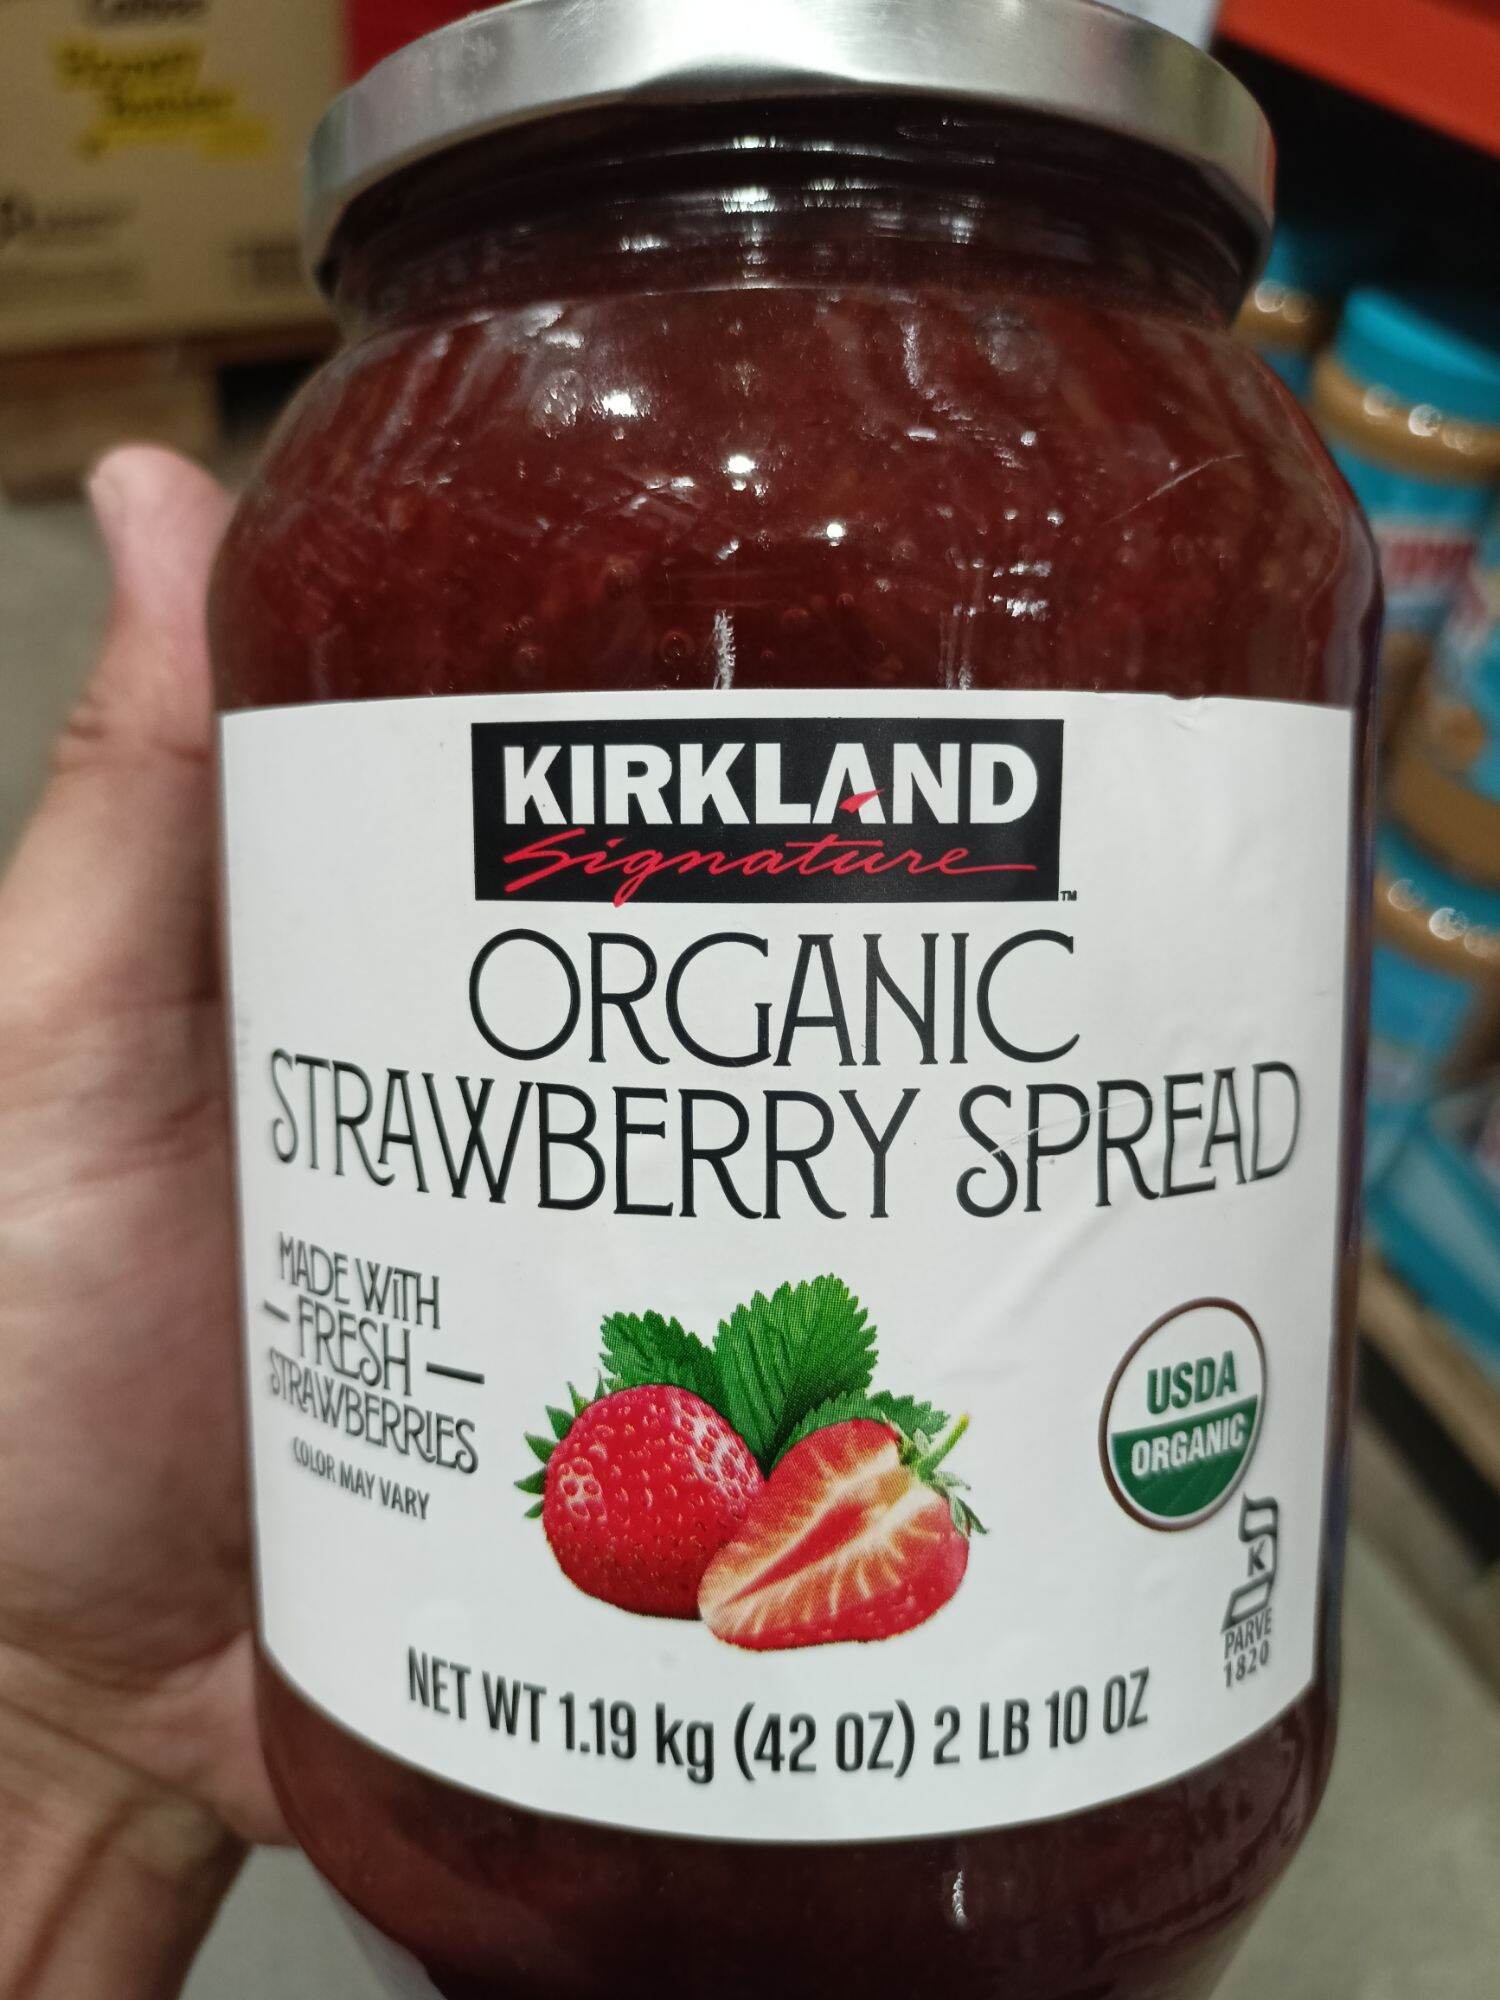 KIRKLAND
Signature TM
ORGANIC
STRAWBERRY SPREAD
MADE WITH
FRESH
STRAWBERRIES
COLOR MAY VARY
USDA
ORGANIC
K
PARVE
1820
NET WT 1.19 kg (42 OZ) 2 LB 10 OZ